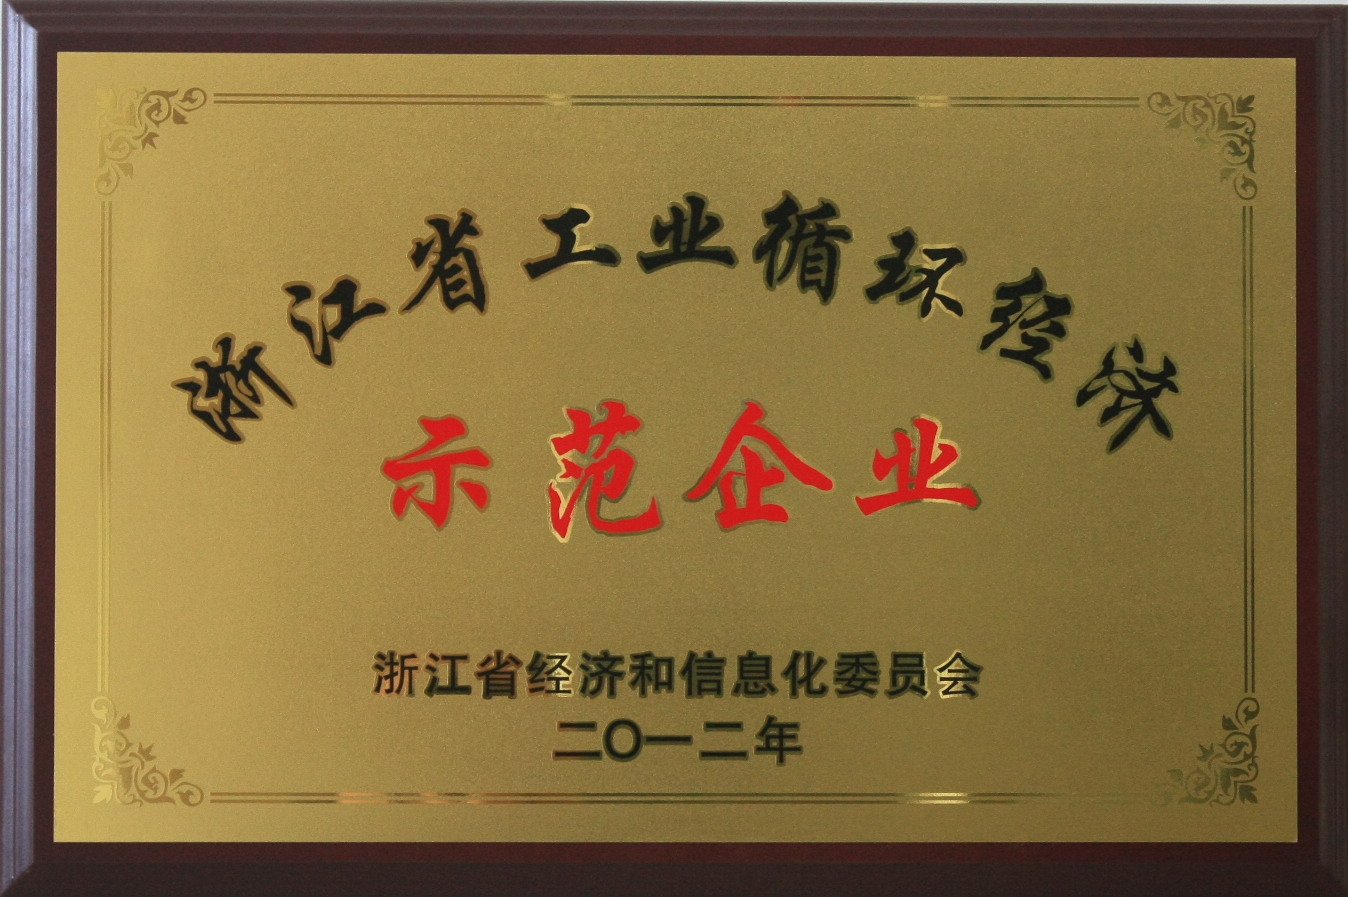 浙江省工业循环经济
示范企业
浙江省经济和信息化委员会
二〇一二年